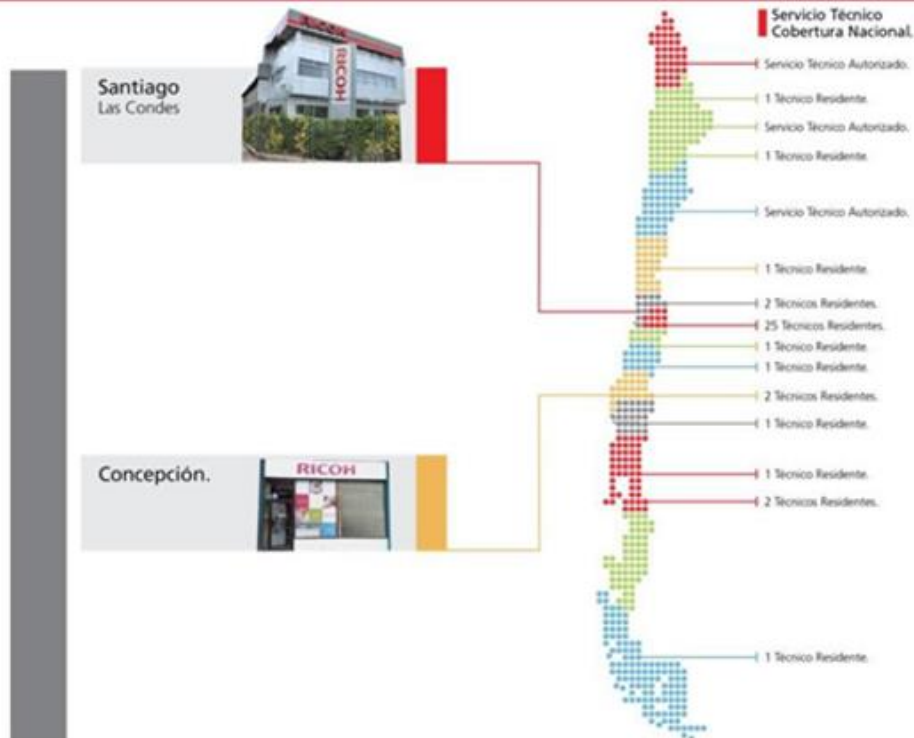 Servicio Técnico
Cobertura Nacional.
Santiago
Las Condes
RICOH
RICOH
Servicio Técnico Autorizado.
1 Técnico Residente.
Servicio Técnico Autorizado.
1 Técnico Residente.
Servicio Técnico Autorizado.
1 Técnico Residente.
2 Técnicos Residentes.
25 Técnicos Residentes.
1 Técnico Residente.
1 Técnico Residente.
2 Técnicos Residentes.
1 Técnico Residente.
Concepción.
RICOH
1 Técnico Residente.
2 Técnicos Residentes.
1 Técnico Residente.